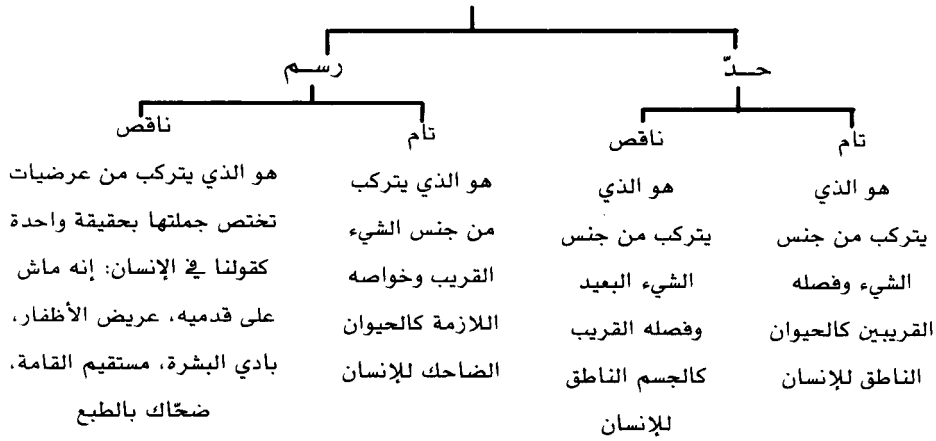 حـدّ
رسـم
تام
هو الذي
يتركب من جنس
الشيء وفصله
القريبين كالحيوان
الناطق للإنسان
ناقص
هو الذي
يتركب من جنس
الشيء البعيد
وفصله القريب
كالجسم الناطق
للإنسان
تام
هو الذي يتركب
من جنس الشيء
القريب وخواصه
اللازمة كالحيوان
الضاحك للإنسان
ناقص
هو الذي يتركب من عرضيات
تختص جملتها بحقيقة واحدة
كقولنا في الإنسان: إنه ماش
على قدميه، عريض الأظفار،
بادي البشرة، مستقيم القامة،
ضحّاك بالطبع